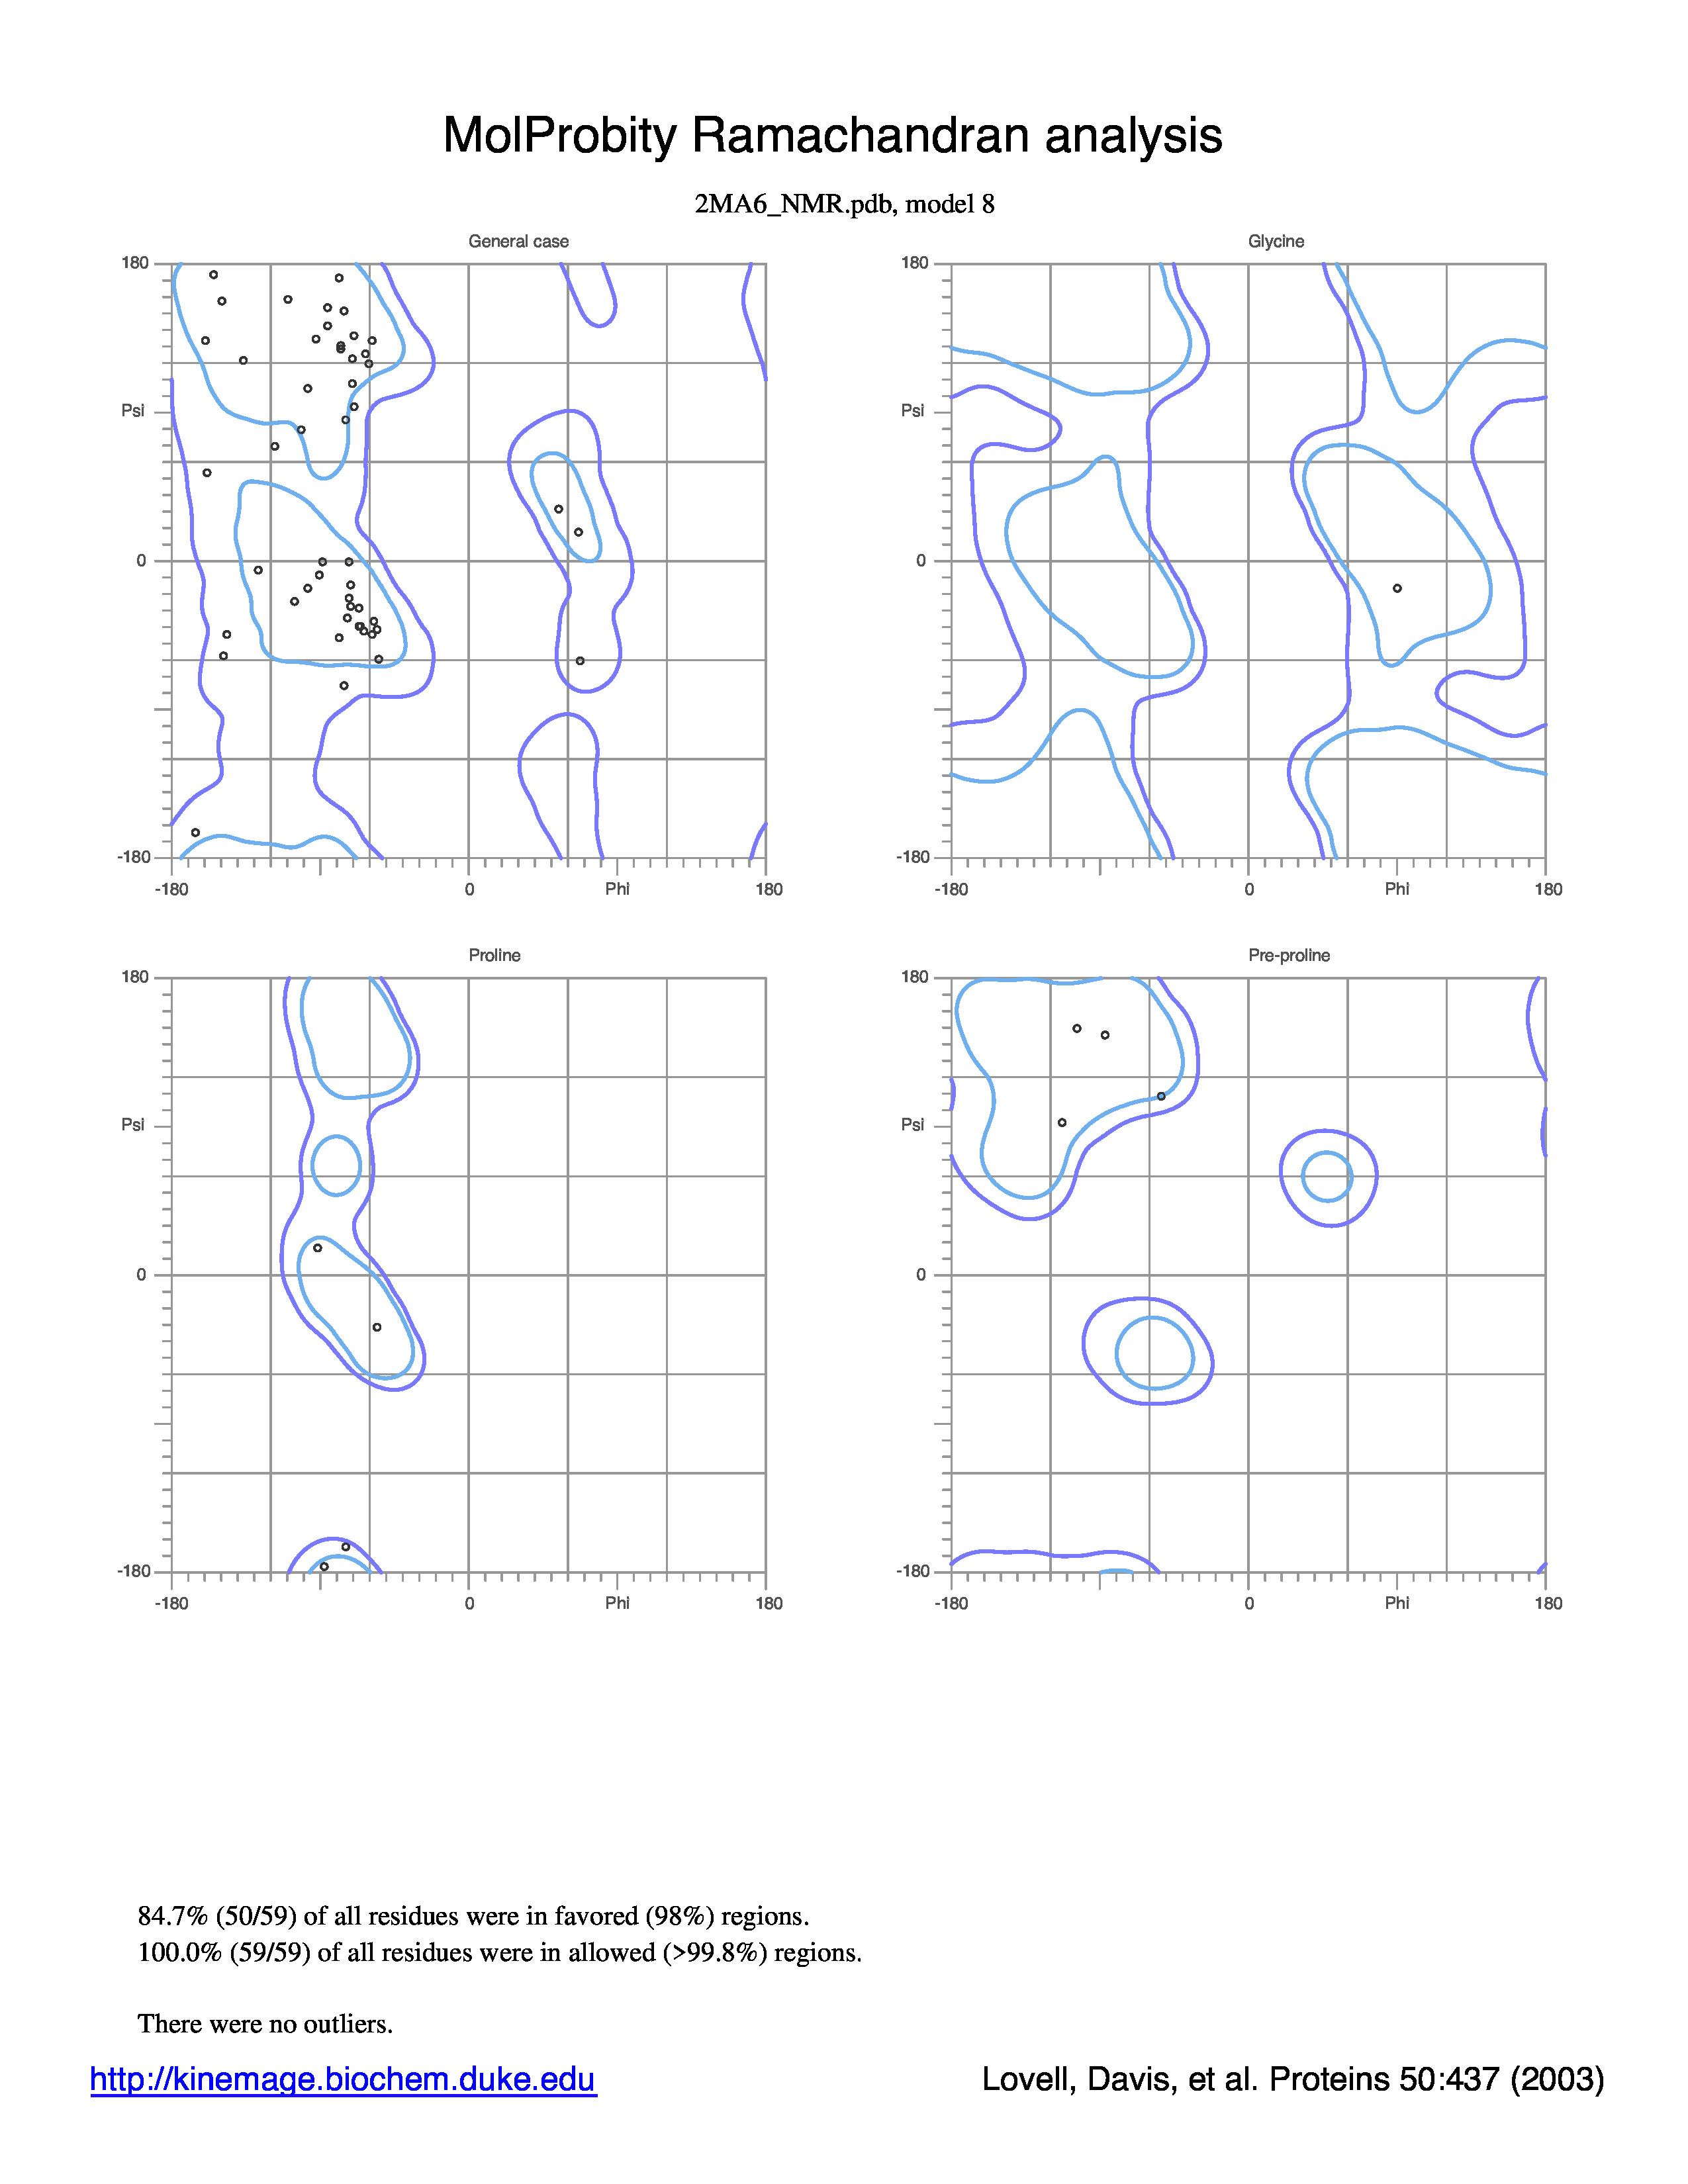 MolProbity Ramachandran analysis
2MA6_NMR.pdb, model 8
General case
180
Psi
0
-180
-180
0
Phi
180
Glycine
180
Psi
0
-180
-180
0
Phi
180
Proline
180
Psi
0
-180
-180
0
Phi
180
Pre-proline
180
Psi
0
-180
-180
0
Phi
180
84.7% (50/59) of all residues were in favored (98%) regions.
100.0% (59/59) of all residues were in allowed (>99.8%) regions.
There were no outliers.
http://kinemage.biochem.duke.edu
Lovell, Davis, et al. Proteins 50:437 (2003)